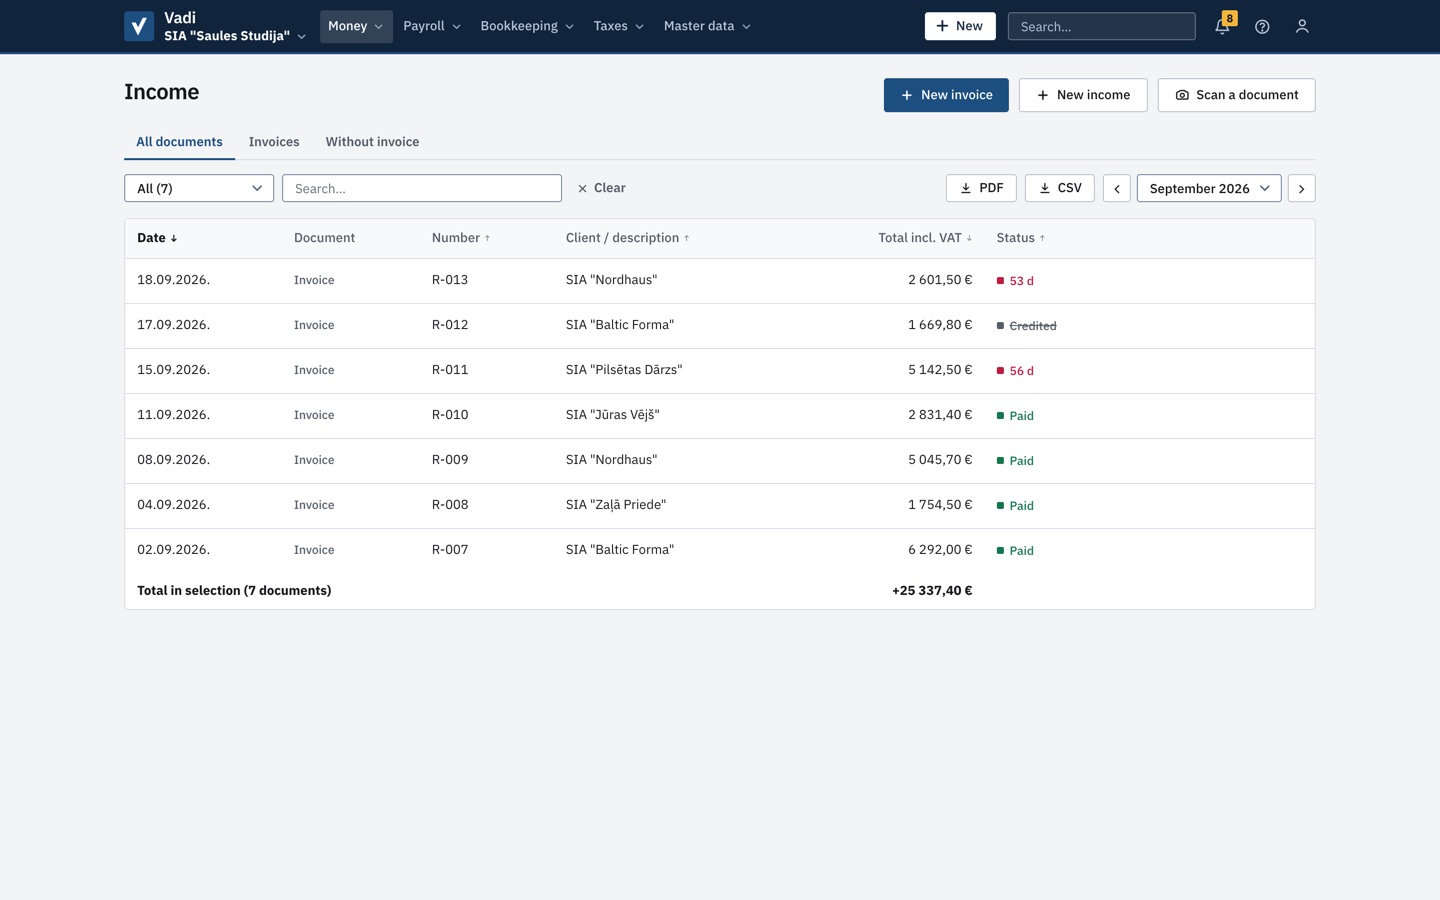 Vadi
SIA "Saules Studija"
Money
Payroll
Bookkeeping
Taxes
Master data
New
Search...
8
Income
New invoice
New income
Scan a document
All documents
Invoices
Without invoice
All (7)
Search...
Clear
PDF
CSV
September 2026
Date ↓ Document Number ↑ Client / description ↑ Total incl. VAT ↓ Status ↑
18.09.2026. Invoice R-013 SIA "Nordhaus" 2 601,50 € 53 d
17.09.2026. Invoice R-012 SIA "Baltic Forma" 1 669,80 € Credited
15.09.2026. Invoice R-011 SIA "Pilsētas Dārzs" 5 142,50 € 56 d
11.09.2026. Invoice R-010 SIA "Jūras Vējš" 2 831,40 € Paid
08.09.2026. Invoice R-009 SIA "Nordhaus" 5 045,70 € Paid
04.09.2026. Invoice R-008 SIA "Zaļā Priede" 1 754,50 € Paid
02.09.2026. Invoice R-007 SIA "Baltic Forma" 6 292,00 € Paid
Total in selection (7 documents) +25 337,40 €